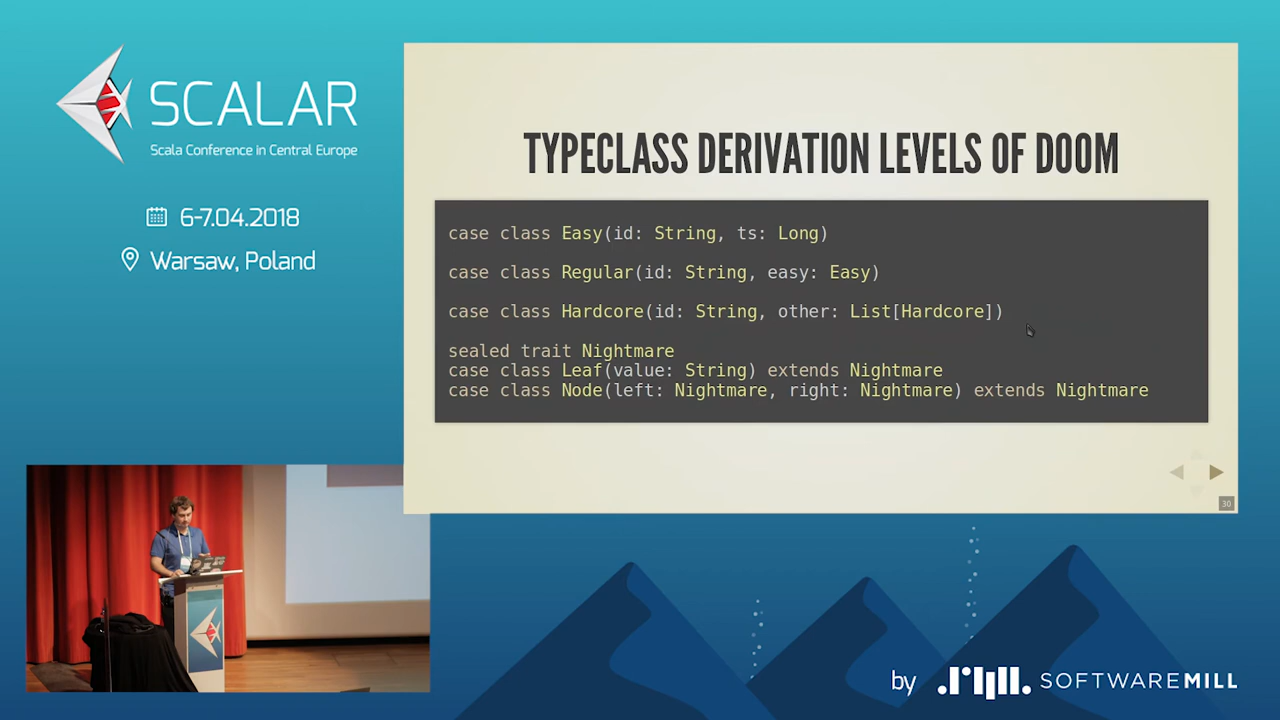 SCALAR
Scala Conference in Central Europe
6-7.04.2018
Warsaw, Poland
TYPECLASS DERIVATION LEVELS OF DOOM
case class Easy(id: String, ts: Long)
case class Regular(id: String, easy: Easy)
case class Hardcore(id: String, other: List[Hardcore])
sealed trait Nightmare
case class Leaf(value: String) extends Nightmare
case class Node(left: Nightmare, right: Nightmare) extends Nightmare
30
by SOFTWAREMILL